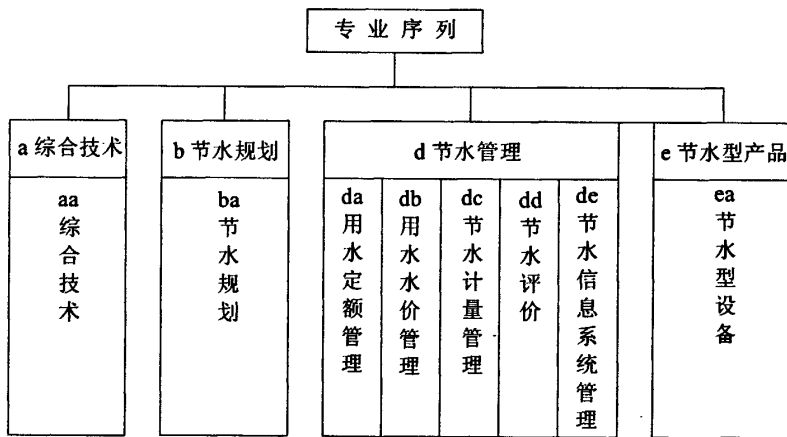 专业序列
a 综合技术
b 节水规划
d 节水管理
e 节水型产品
aa 综合技术
ba 节水规划
da 用水定额管理
db 用水水价管理
dc 节水计量管理
dd 节水评价
de 节水信息系统管理
ea 节水型设备